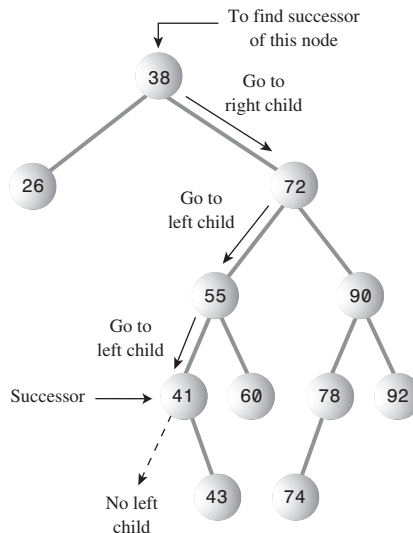 To find successor
of this node
38
Go to
right child
26
72
Go to
left child
55
90
Go to
left child
Successor
41
60
78
92
No left
child
43
74